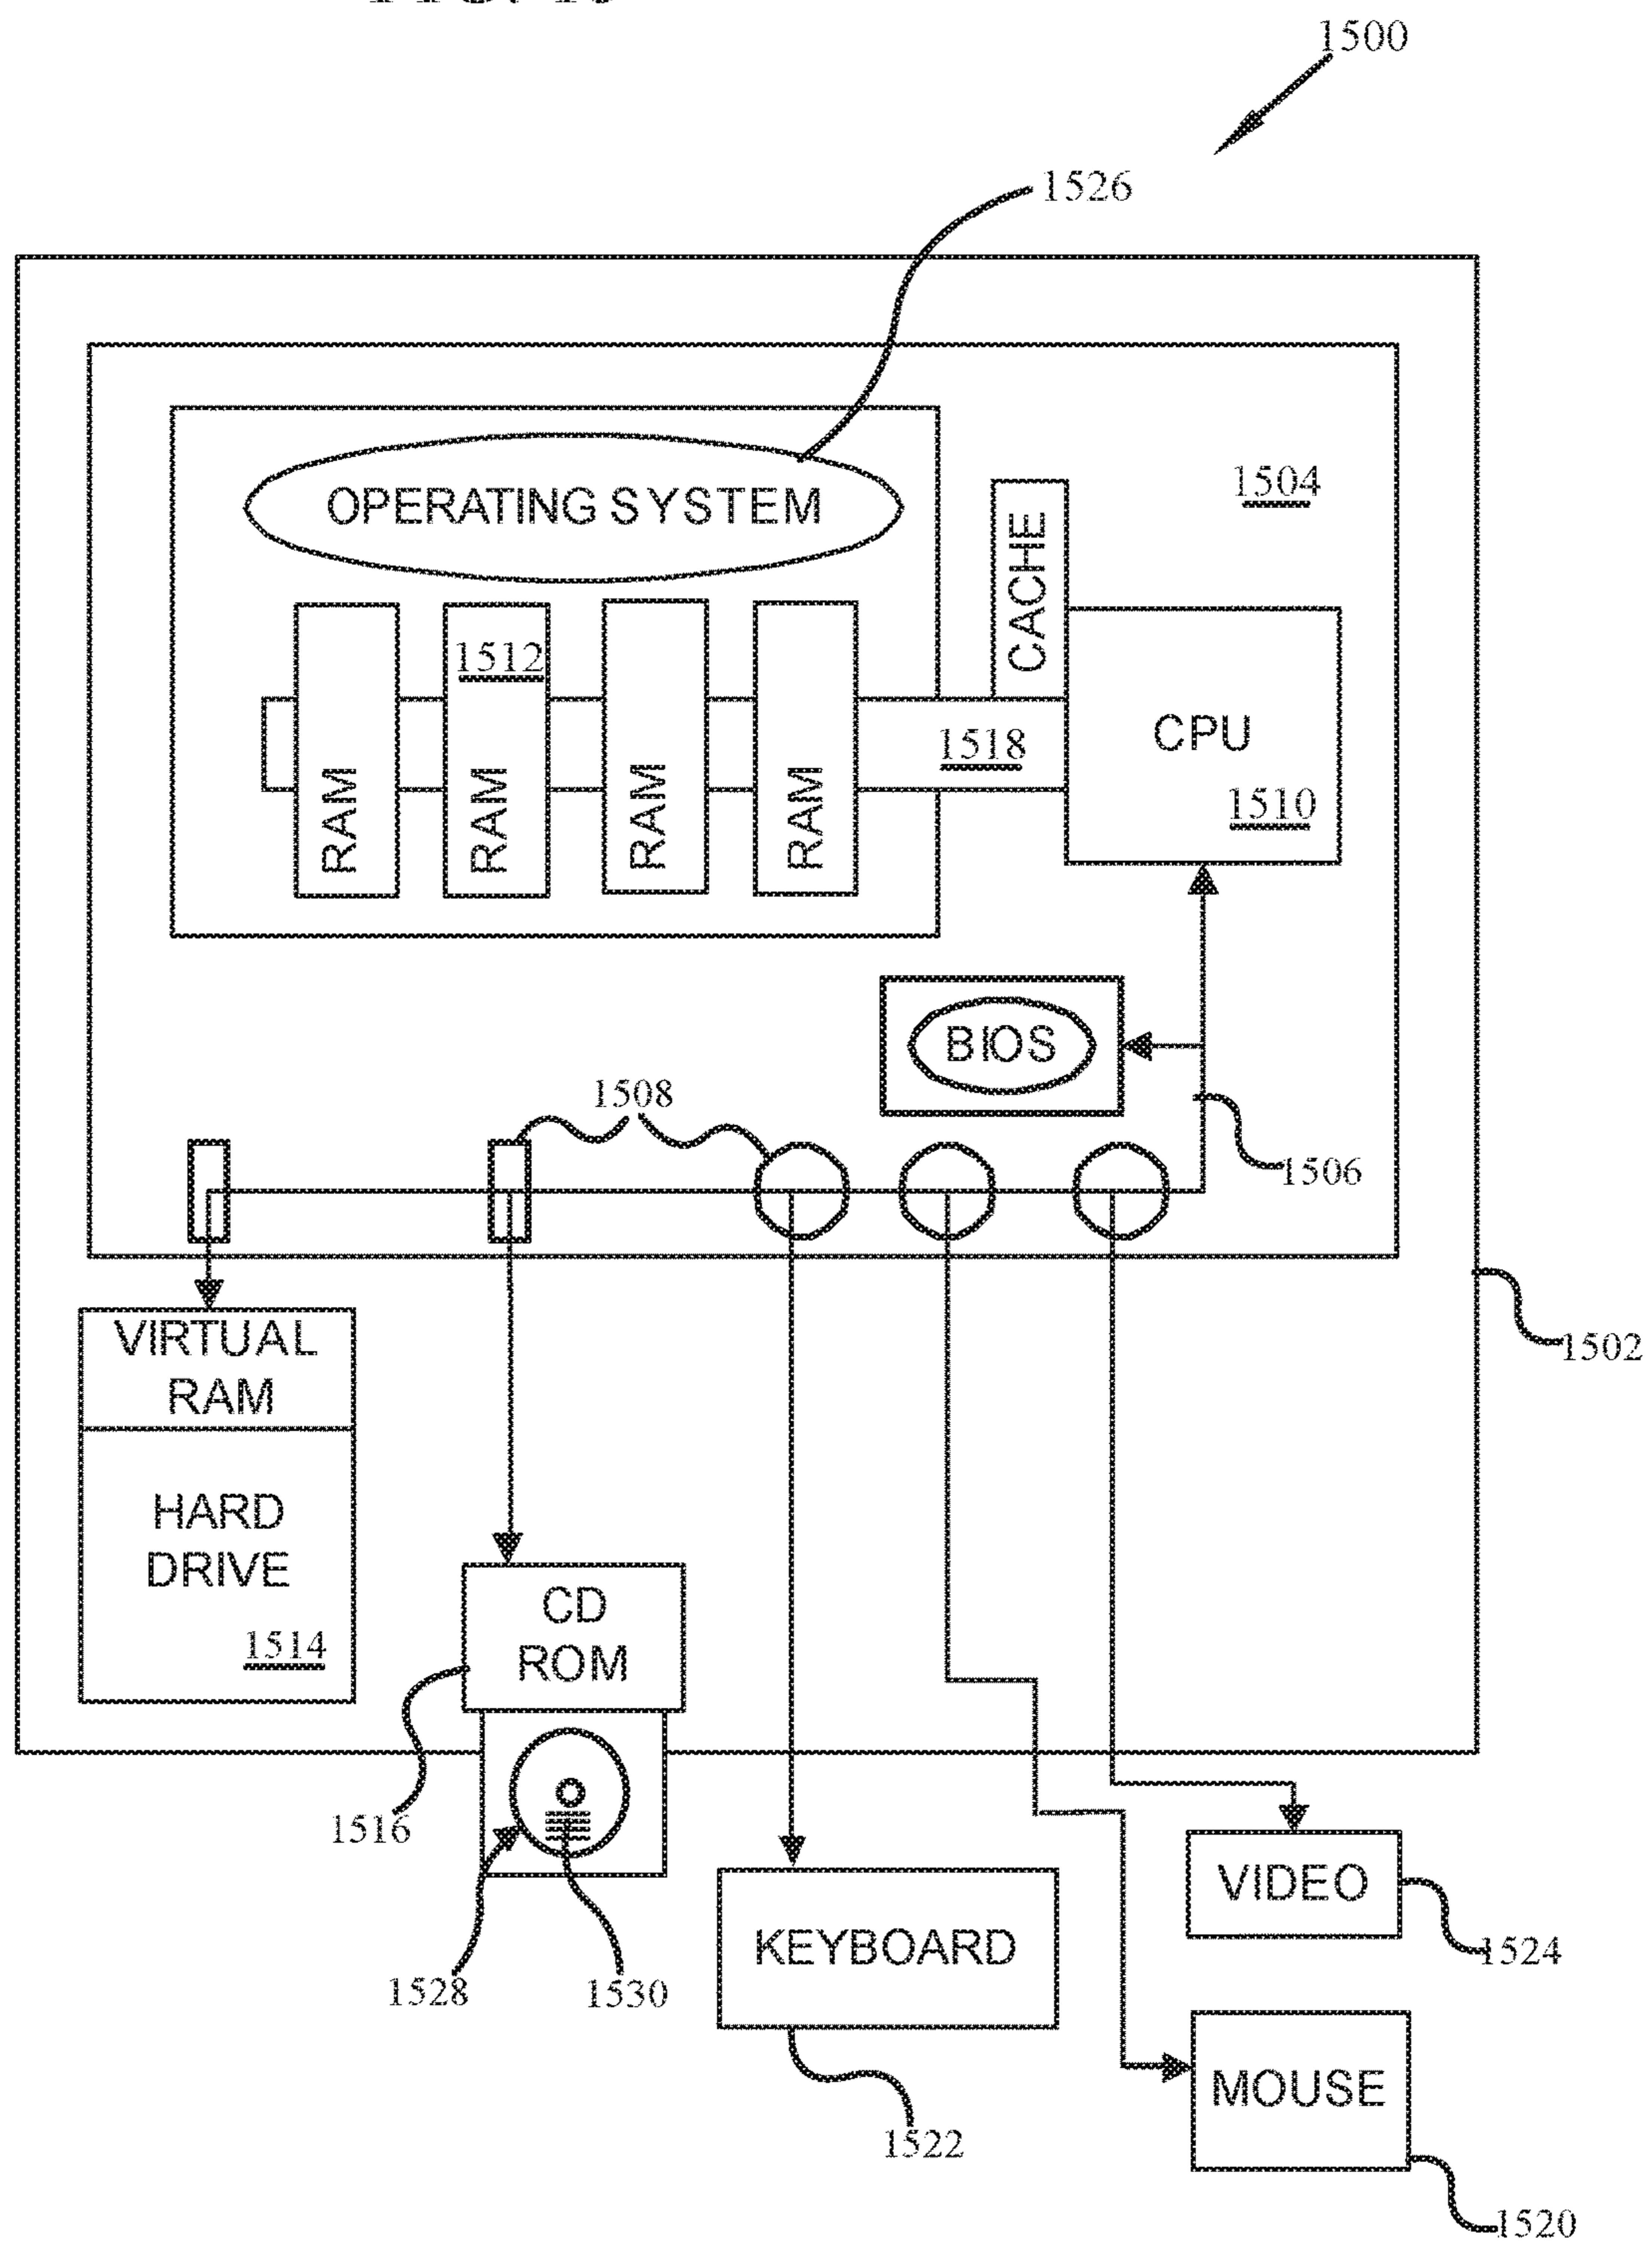 1500
1526
OPERATING SYSTEM
1504
CACHE
1512
RAM
RAM
RAM
RAM
1518
CPU
1510
BIOS
1508
1506
1502
VIRTUAL
RAM
HARD
DRIVE
1514
CD
ROM
1516
1528
1530
KEYBOARD
1522
VIDEO
1524
MOUSE
1520